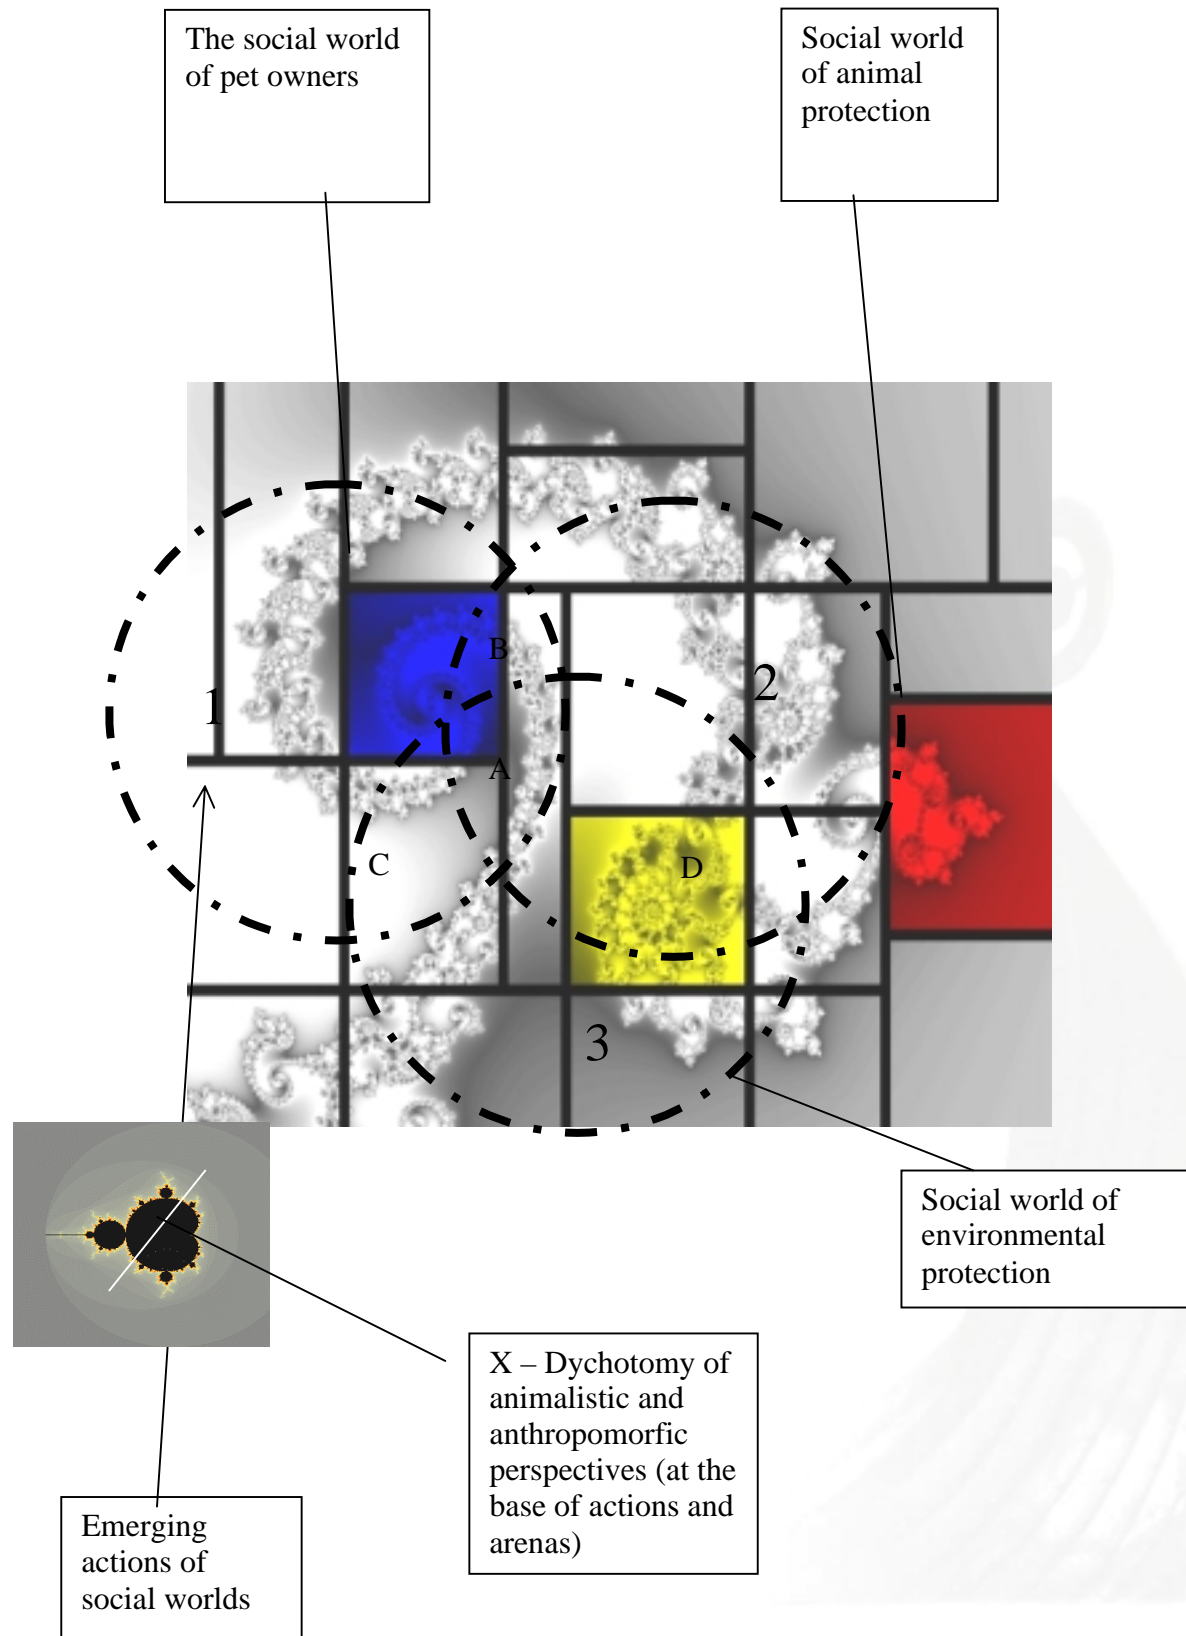 The social world
of pet owners
Social world
of animal
protection
B
1
2
A
C
D
3
Social world of
environmental
protection
X – Dychotomy of
animalistic and
anthropomorfic
perspectives (at the
base of actions and
arenas)
Emerging
actions of
social worlds